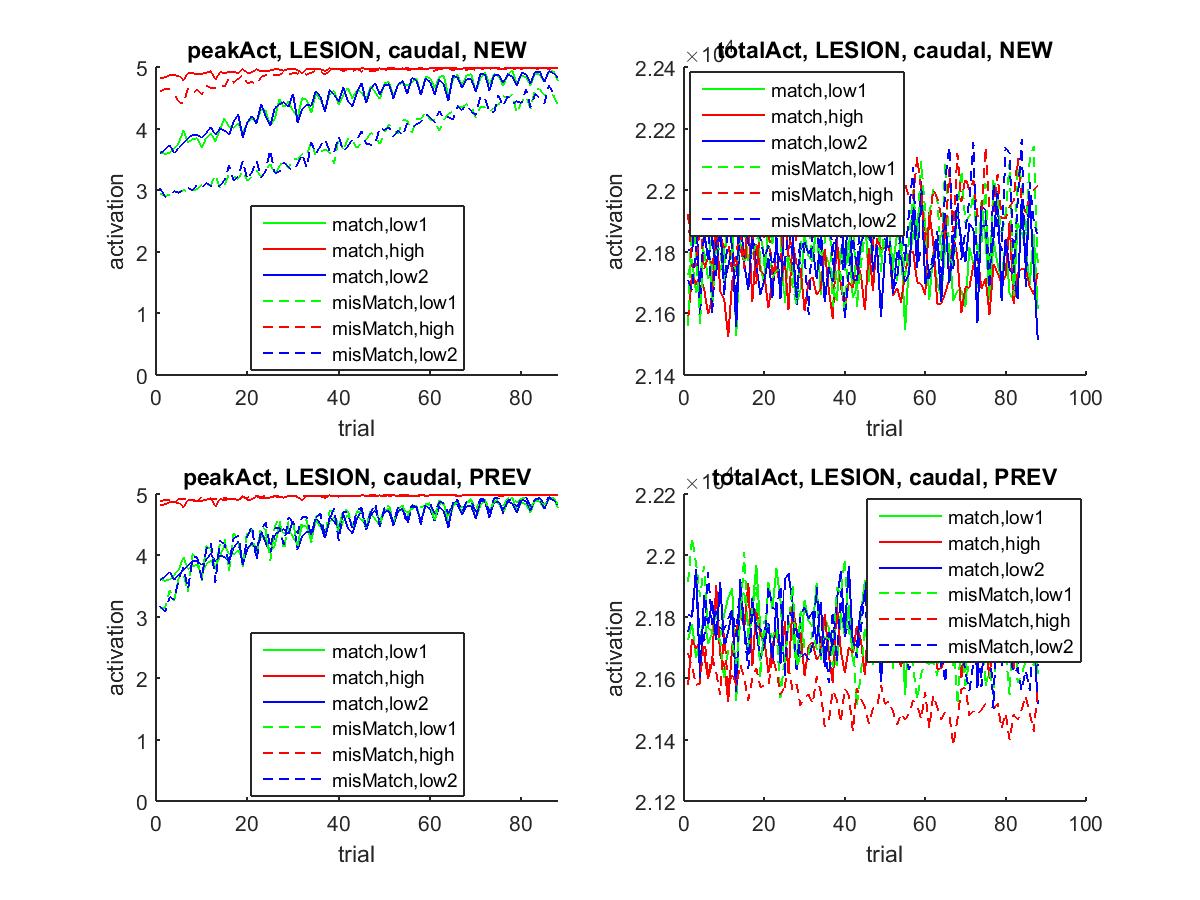 peakAct, LESION, caudal, NEW
5
4
3
2
1
0
activation
match,low1
match,high
match,low2
misMatch,low1
misMatch,high
misMatch,low2
0 20 40 60 80
trial
totalAct, LESION, caudal, NEW
2.24
2.22
2.2
2.18
2.16
2.14
activation
match,low1
match,high
match,low2
misMatch,low1
misMatch,high
misMatch,low2
0 20 40 60 80 100
trial
peakAct, LESION, caudal, PREV
5
4
3
2
1
0
activation
match,low1
match,high
match,low2
misMatch,low1
misMatch,high
misMatch,low2
0 20 40 60 80
trial
totalAct, LESION, caudal, PREV
2.22
2.2
2.18
2.16
2.14
2.12
activation
match,low1
match,high
match,low2
misMatch,low1
misMatch,high
misMatch,low2
0 20 40 60 80 100
trial